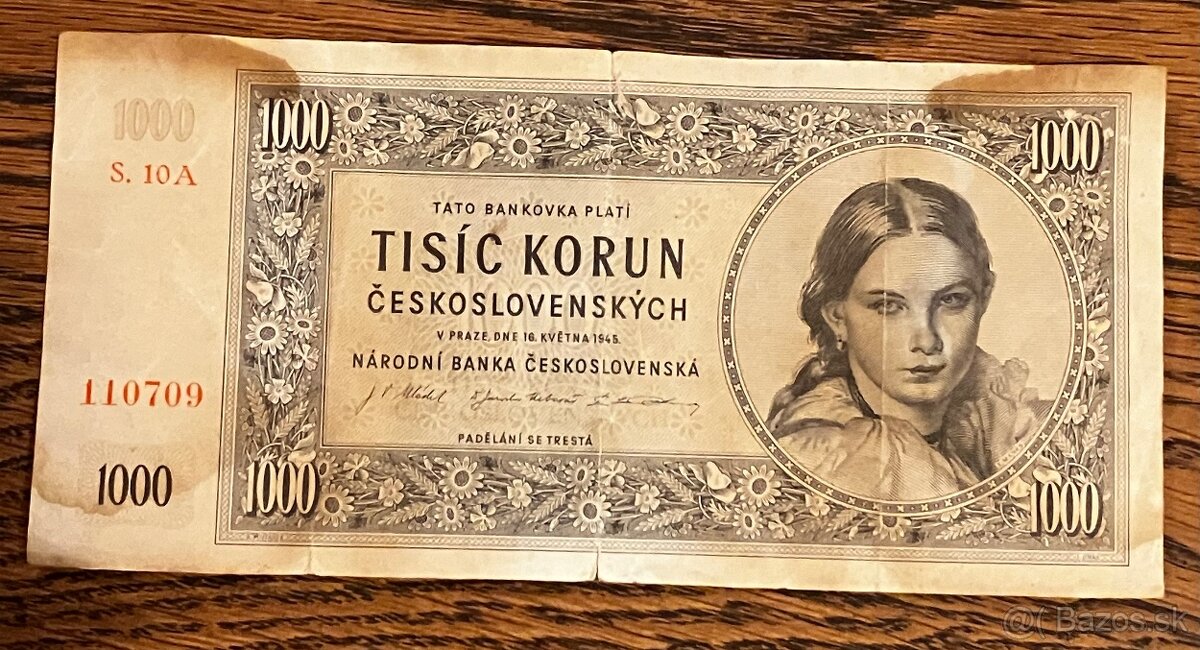 1000
S. 10A
110709
1000
1000
1000
TATO BANKOVKA PLATÍ
TISÍC KORUN
ČESKOSLOVENSKÝCH
V PRAZE, DNE 16. KVĚTNA 1945.
NÁRODNÍ BANKA ČESKOSLOVENSKÁ
PADĚLÁNÍ SE TRESTÁ
1000
1000
Bazos.sk